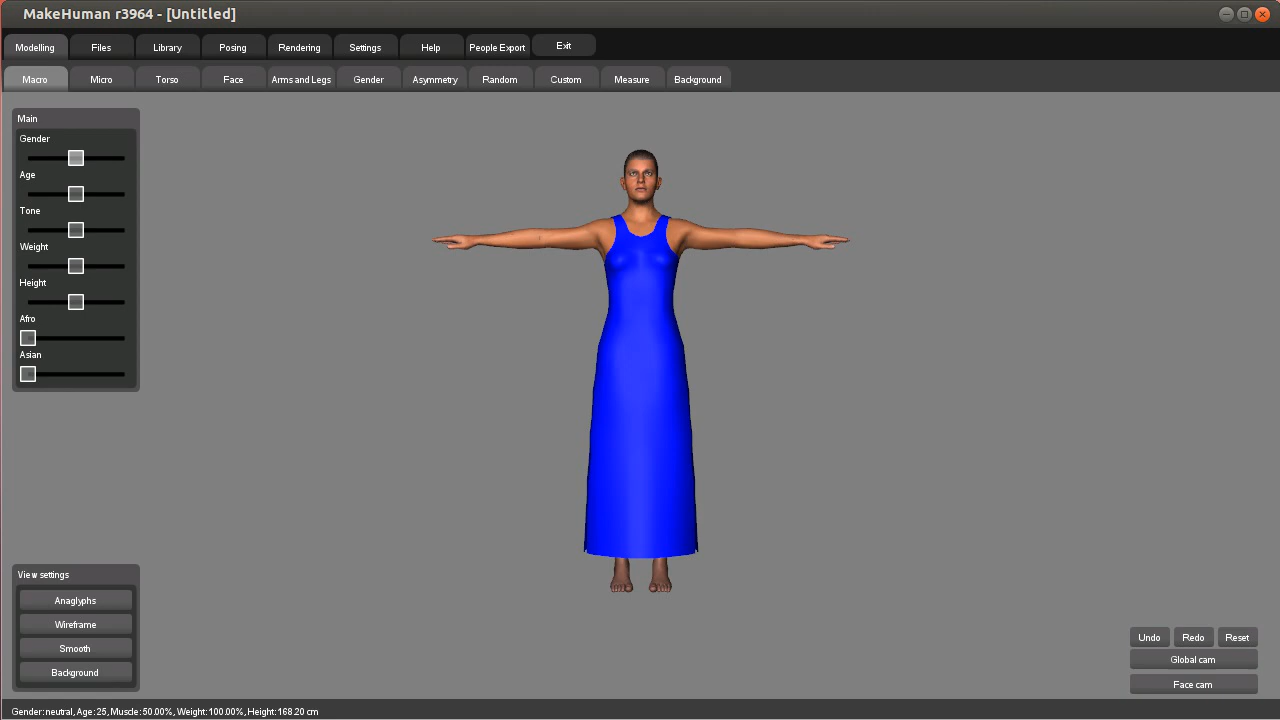 MakeHuman r3964 - [Untitled]
Modelling Files Library Posing Rendering Settings Help People Export Exit
Macro Micro Torso Face Arms and Legs Gender Asymmetry Random Custom Measure Background
Main
Gender
Age
Tone
Weight
Height
Afro
Asian
View settings
Anaglyphs
Wireframe
Smooth
Background
Undo Redo Reset
Global cam
Face cam
Gender: neutral, Age: 25, Muscle: 50.00%, Weight: 100.00%, Height: 168.20 cm